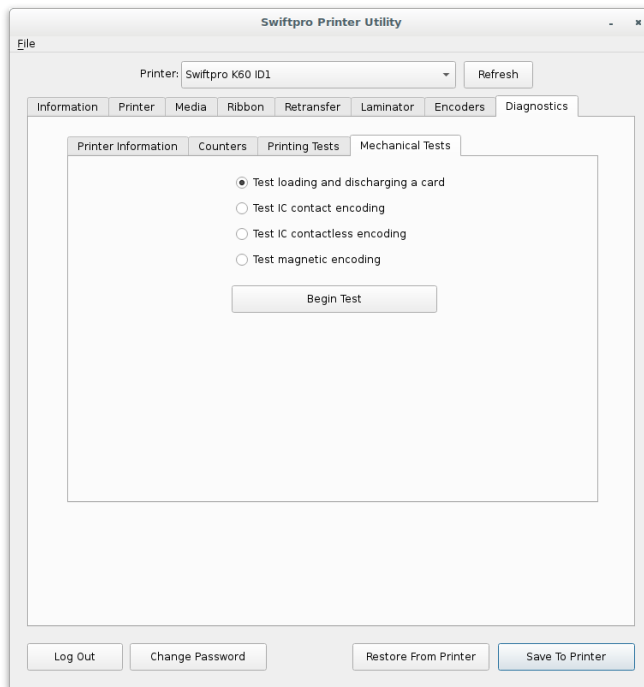 Swiftpro Printer Utility
File
Printer: Swiftpro K60 ID1 Refresh
Information Printer Media Ribbon Retransfer Laminator Encoders Diagnostics
Printer Information Counters Printing Tests Mechanical Tests
Test loading and discharging a card
Test IC contact encoding
Test IC contactless encoding
Test magnetic encoding
Begin Test
Log Out Change Password Restore From Printer Save To Printer